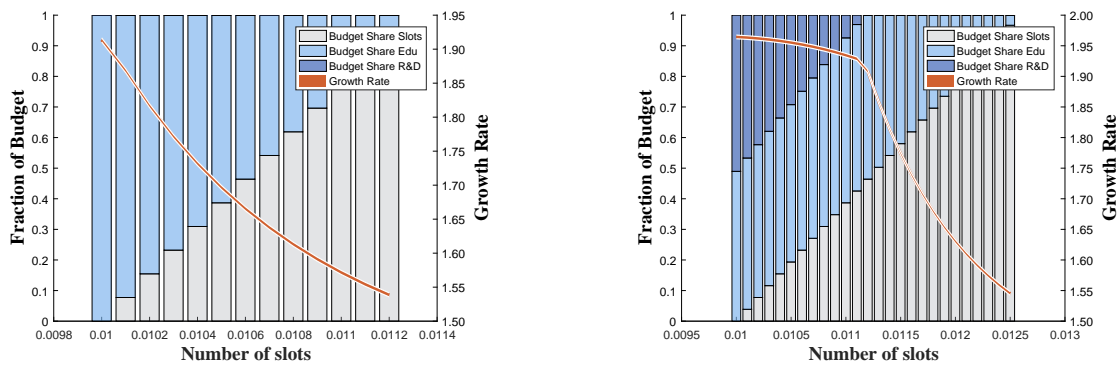 1
0.9
0.8
0.7
0.6
0.5
0.4
0.3
0.2
0.1
0
Fraction of Budget
0.0098 0.01 0.0102 0.0104 0.0106 0.0108 0.011 0.0112 0.0114
Number of slots
1.95
1.90
1.85
1.80
1.75
1.70
1.65
1.60
1.55
1.50
Growth Rate
Budget Share Slots
Budget Share Edu
Budget Share R&D
Growth Rate
1
0.9
0.8
0.7
0.6
0.5
0.4
0.3
0.2
0.1
0
Fraction of Budget
0.0095 0.01 0.0105 0.011 0.0115 0.012 0.0125 0.013
Number of slots
2.00
1.95
1.90
1.85
1.80
1.75
1.70
1.65
1.60
1.55
1.50
Growth Rate
Budget Share Slots
Budget Share Edu
Budget Share R&D
Growth Rate